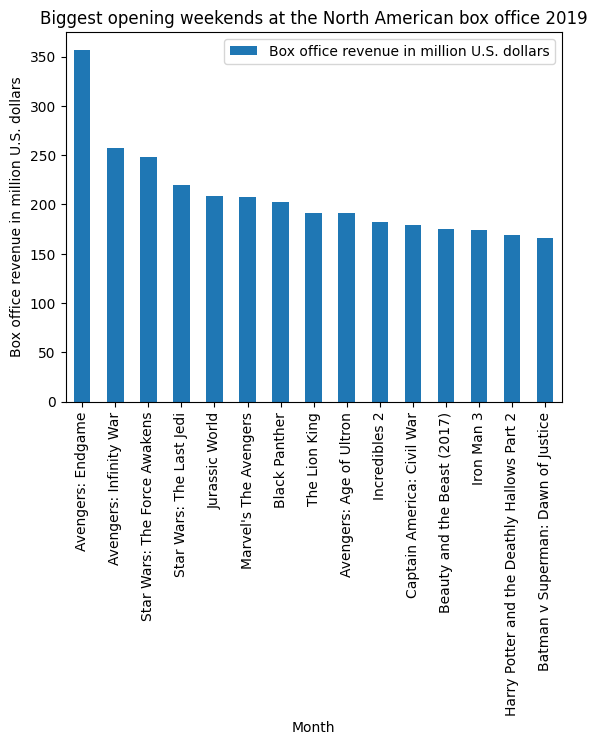 Biggest opening weekends at the North American box office 2019
Box office revenue in million U.S. dollars
Box office revenue in million U.S. dollars
350
300
250
200
150
100
50
0
Avengers: Endgame
Avengers: Infinity War
Star Wars: The Force Awakens
Star Wars: The Last Jedi
Jurassic World
Marvel's The Avengers
Black Panther
The Lion King
Avengers: Age of Ultron
Incredibles 2
Captain America: Civil War
Beauty and the Beast (2017)
Iron Man 3
Harry Potter and the Deathly Hallows Part 2
Batman v Superman: Dawn of Justice
Month